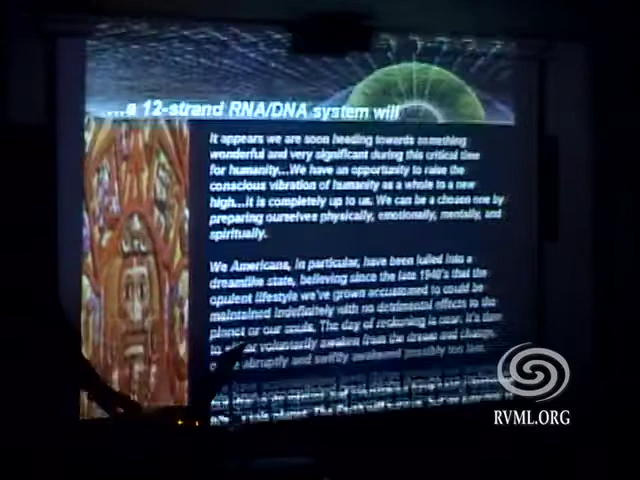 ...a 12-strand RNA/DNA system will
It appears we are soon heading towards something
wonderful and very significant during this critical time
for humanity...We have an opportunity to raise the
conscious vibration of humanity as a whole to a new
high...it is completely up to us. We can be a chosen one by
preparing ourselves physically, emotionally, mentally, and
spiritually.
We Americans, in particular, have been lulled into a
dreamlike state, believing since the late 1940's that the
opulent lifestyle we've grown accustomed to could be
maintained indefinitely with no detrimental effects to the
planet or our souls. The day of reckoning is near. It's time
to either voluntarily awaken from the dream and change,
abruptly and swiftly awakened possibly too late.
RVML.ORG